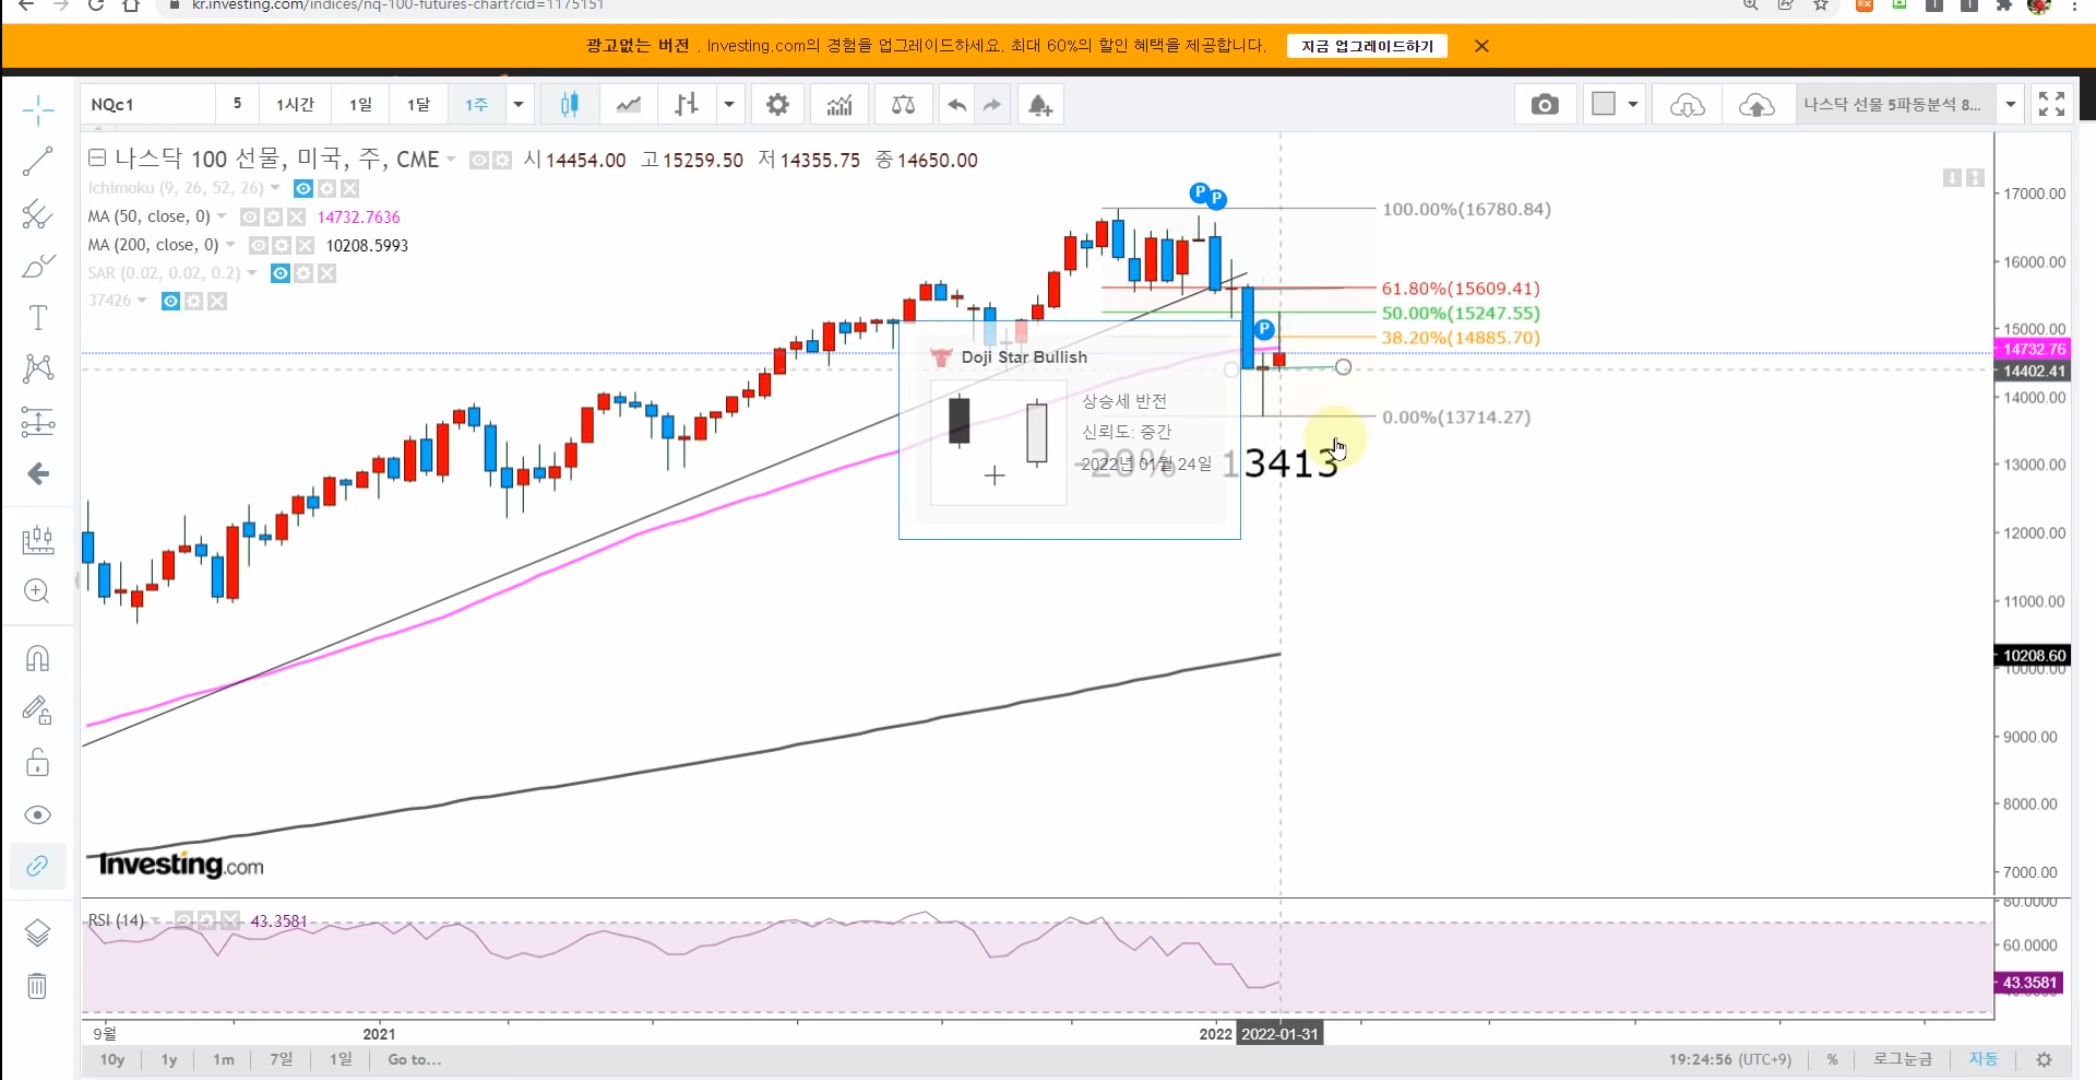 kr.investing.com/indices/nq-100-futures-chart?cid=1175151
광고없는 버전 . Investing.com의 경험을 업그레이드하세요. 최대 60%의 할인 혜택을 제공합니다. 지금 업그레이드하기
NQc1 5 1시간 1일 1달 1주 나스닥 선물 5파동분석 8...
나스닥 100 선물, 미국, 주, CME 시 14454.00 고 15259.50 저 14355.75 종 14650.00
Ichimoku (9, 26, 52, 26)
MA (50, close, 0) 14732.7636
MA (200, close, 0) 10208.5993
SAR (0.02, 0.02, 0.2)
37426
P P
P
100.00%(16780.84)
61.80%(15609.41)
50.00%(15247.55)
38.20%(14885.70)
0.00%(13714.27)
Doji Star Bullish
상승세 반전
신뢰도: 중간
2022년 01월 24일
-20% 13413
17000.00
16000.00
15000.00
14732.76
14402.41
14000.00
13000.00
12000.00
11000.00
10208.60
10000.00
9000.00
8000.00
7000.00
Investing.com
RSI (14) 43.3581
80.0000
60.0000
43.3581
9월 2021 2022 2022-01-31
10y 1y 1m 7일 1일 Go to... 19:24:56 (UTC+9) % 로그눈금 자동